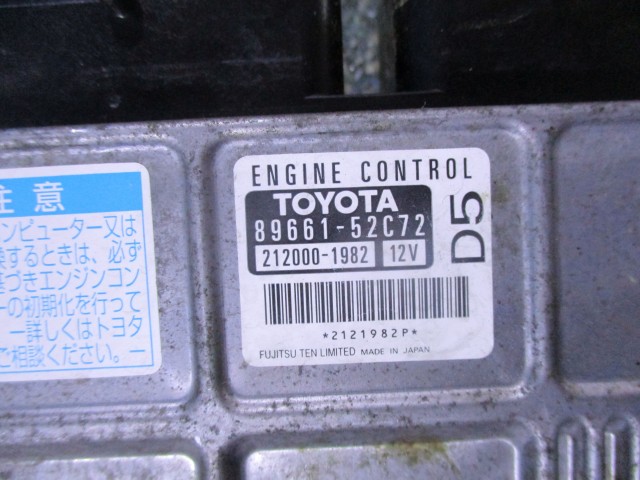 注意
ンピューター又は
換するときは、必ず
基づきエンジンコン
ーの初期化を行って
ー詳しくはトヨタ
ご相談ください。ー
ENGINE CONTROL
TOYOTA
89661-52C72
212000-1982 12V
D5
*2121982P*
FUJITSU TEN LIMITED MADE IN JAPAN